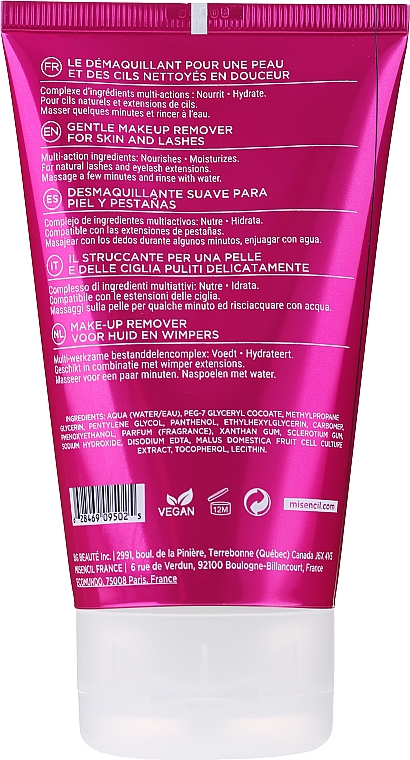 FR LE DÉMAQUILLANT POUR UNE PEAU
ET DES CILS NETTOYÉS EN DOUCEUR
Complexe d'ingrédients multi-actions : Nourrit • Hydrate.
Pour cils naturels et extensions de cils.
Masser quelques minutes et rincer à l'eau.
EN GENTLE MAKEUP REMOVER
FOR SKIN AND LASHES
Multi-action ingredients: Nourishes • Moisturizes.
For natural lashes and eyelash extensions.
Massage a few minutes and rinse with water.
ES DESMAQUILLANTE SUAVE PARA
PIEL Y PESTAÑAS
Complejo de ingredientes multiactivos: Nutre • Hidrata.
Compatible con las extensiones de pestañas.
Masajear con los dedos durante algunos minutos, enjuagar con agua.
IT IL STRUCCANTE PER UNA PELLE
E DELLE CIGLIA PULITI DELICATAMENTE
Complesso di ingredienti multiattivi: Nutre • Idrata.
Compatibile con le estensioni delle ciglia.
Massaggi sulla pelle per qualche minuto ed risciacquare con acqua.
NL MAKE-UP REMOVER
VOOR HUID EN WIMPERS
Multi-werkzame bestanddelencomplex: Voedt • Hydrateert.
Geschikt in combinatie met wimper extensions.
Masseer voor een paar minuten. Naspoelen met water.
INGREDIENTS: AQUA (WATER/EAU), PEG-7 GLYCERYL COCOATE, METHYLPROPANE
GLYCERIN, PENTYLENE GLYCOL, PANTHENOL, ETHYLHEXYLGLYCERIN, CARBOMER,
PHENOXYETHANOL, PARFUM (FRAGRANCE), XANTHAN GUM, SCLEROTIUM GUM,
SODIUM HYDROXIDE, DISODIUM EDTA, MALUS DOMESTICA FRUIT CELL CULTURE
EXTRACT, TOCOPHEROL, LECITHIN.
6 28469 09502 5
VEGAN
12M
misencil.com
BG BEAUTÉ Inc. | 2991, boul. de la Pinière, Terrebonne (Québec) Canada J6X 4V5
MISENCIL FRANCE | 6 rue de Verdun, 92100 Boulogne-Billancourt, France
ECOMUNDO, 75008 Paris, France